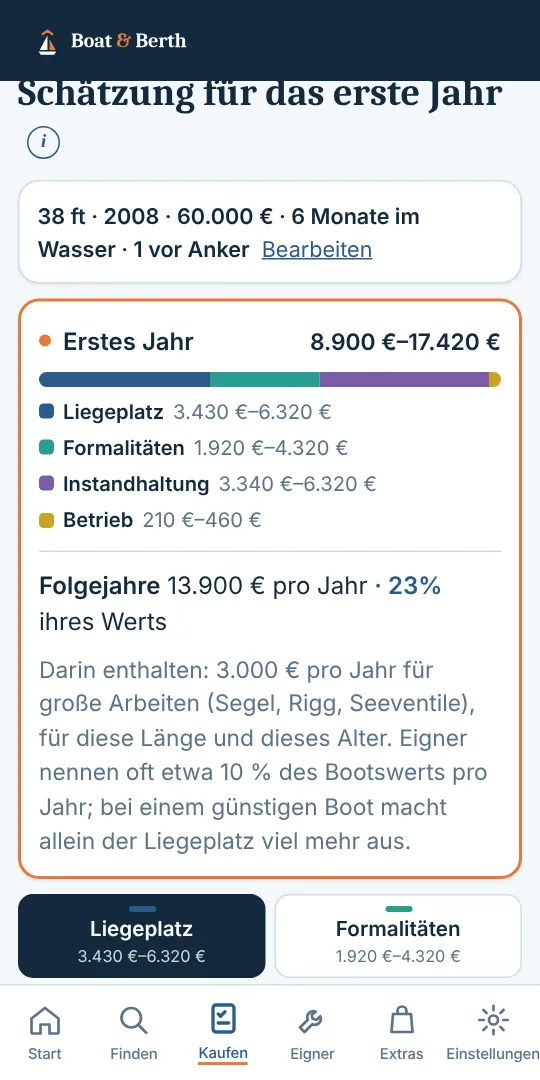 Boat & Berth
Schätzung für das erste Jahr
i
38 ft · 2008 · 60.000 € · 6 Monate im
Wasser · 1 vor Anker Bearbeiten
Erstes Jahr 8.900 €–17.420 €
Liegeplatz 3.430 €–6.320 €
Formalitäten 1.920 €–4.320 €
Instandhaltung 3.340 €–6.320 €
Betrieb 210 €–460 €
Folgejahre 13.900 € pro Jahr · 23%
ihres Werts
Darin enthalten: 3.000 € pro Jahr für
große Arbeiten (Segel, Rigg, Seeventile),
für diese Länge und dieses Alter. Eigner
nennen oft etwa 10 % des Bootswerts pro
Jahr; bei einem günstigen Boot macht
allein der Liegeplatz viel mehr aus.
Liegeplatz Formalitäten
3.430 €–6.320 € 1.920 €–4.320 €
Start Finden Kaufen Eigner Extras Einstellungen